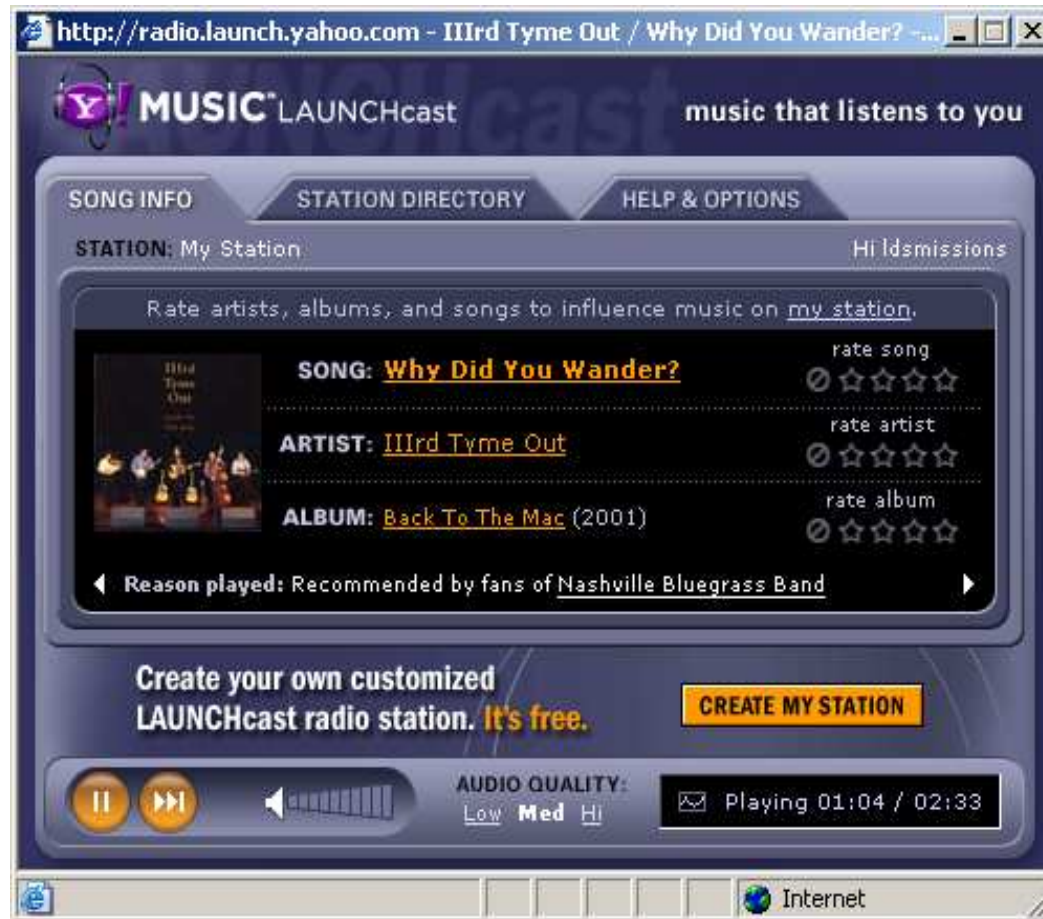 http://radio.launch.yahoo.com - IIIrd Tyme Out / Why Did You Wander? -...
Y! MUSIC™ LAUNCHcast
music that listens to you
SONG INFO
STATION DIRECTORY
HELP & OPTIONS
STATION: My Station
Hi ldsmissions
Rate artists, albums, and songs to influence music on my station.
IIIrd
Tyme
Out
SONG: Why Did You Wander?
rate song
ARTIST: IIIrd Tyme Out
rate artist
ALBUM: Back To The Mac (2001)
rate album
Reason played: Recommended by fans of Nashville Bluegrass Band
Create your own customized
LAUNCHcast radio station. It's free.
CREATE MY STATION
AUDIO QUALITY:
Low Med Hi
Playing 01:04 / 02:33
Internet